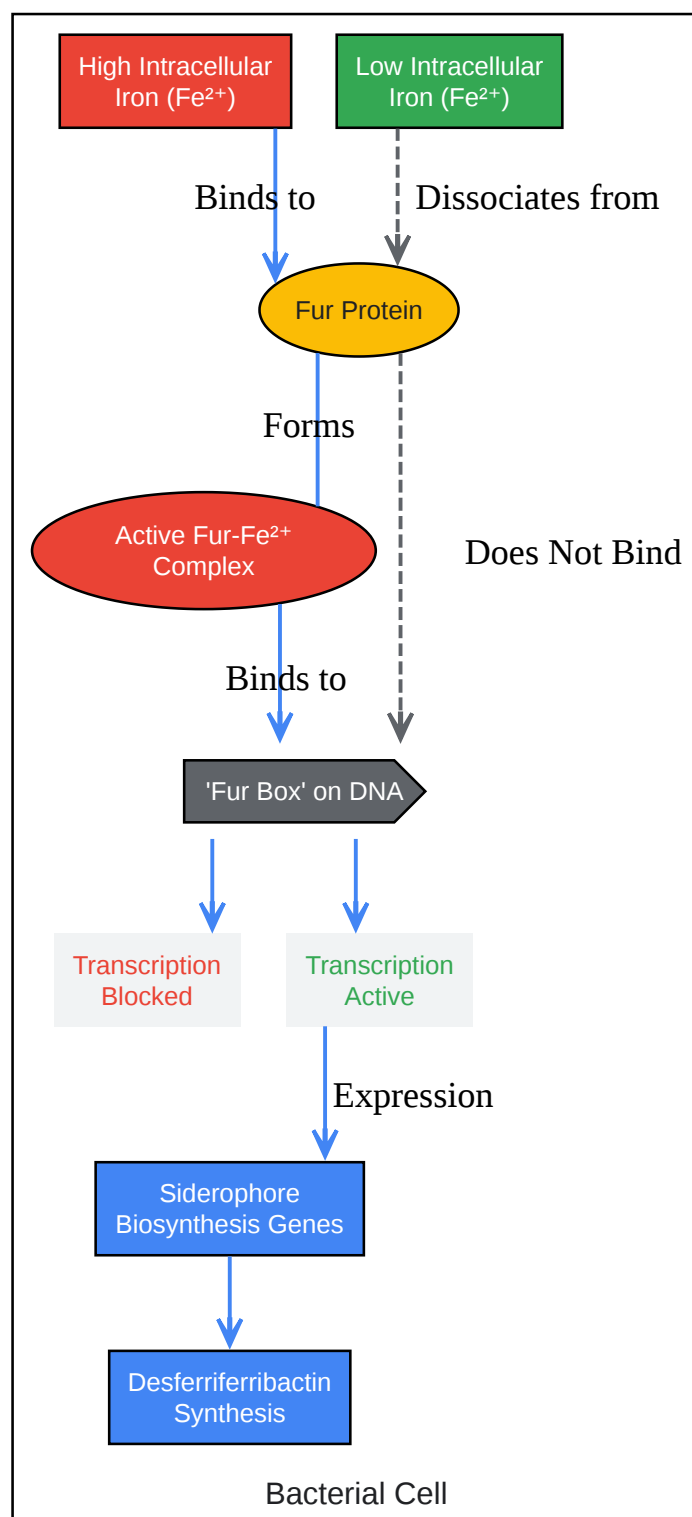 High Intracellular
Iron (Fe²⁺)
Low Intracellular
Iron (Fe²⁺)
Binds to
Dissociates from
Fur Protein
Forms
Active Fur-Fe²⁺
Complex
Does Not Bind
Binds to
'Fur Box' on DNA
Transcription
Blocked
Transcription
Active
Expression
Siderophore
Biosynthesis Genes
Desferriferribactin
Synthesis
Bacterial Cell